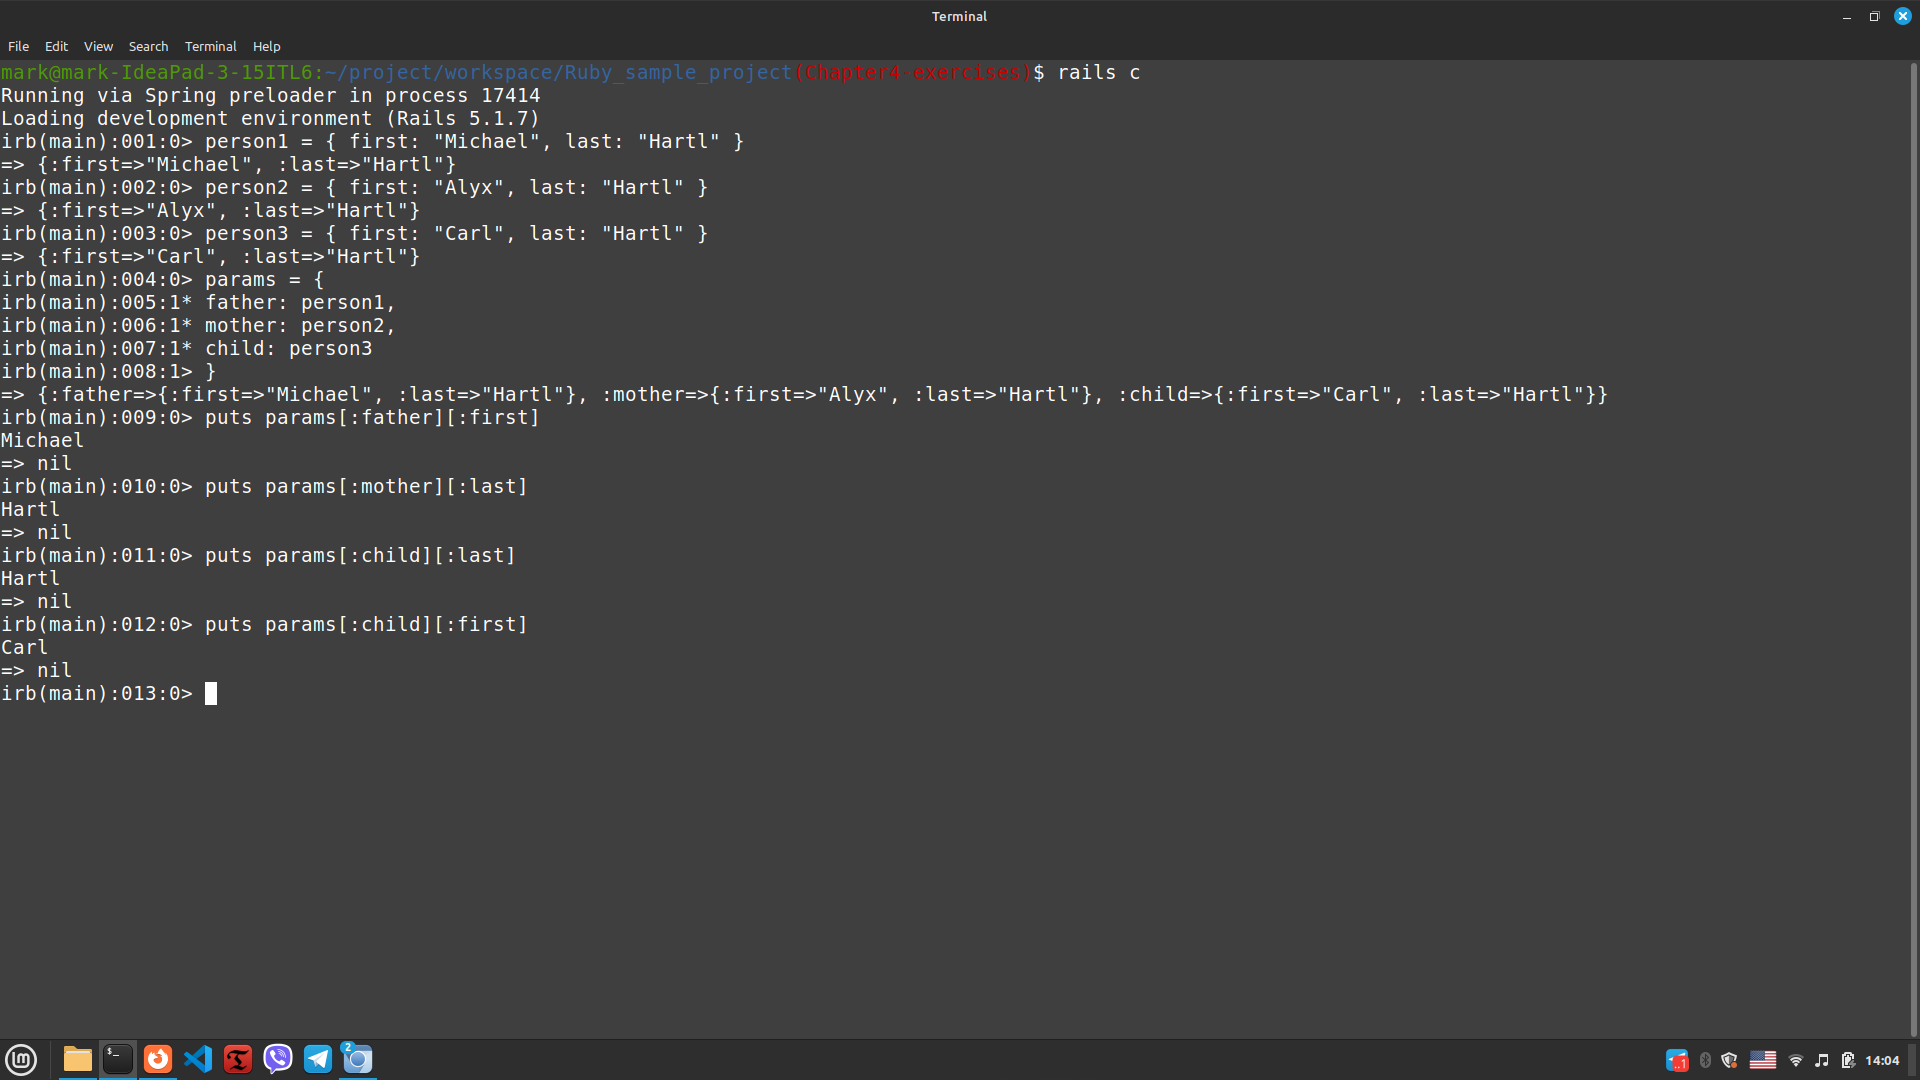 Terminal
File Edit View Search Terminal Help
mark@mark-IdeaPad-3-15ITL6:~/project/workspace/Ruby_sample_project(Chapter4-exercises)$ rails c
Running via Spring preloader in process 17414
Loading development environment (Rails 5.1.7)
irb(main):001:0> person1 = { first: "Michael", last: "Hartl" }
=> {:first=>"Michael", :last=>"Hartl"}
irb(main):002:0> person2 = { first: "Alyx", last: "Hartl" }
=> {:first=>"Alyx", :last=>"Hartl"}
irb(main):003:0> person3 = { first: "Carl", last: "Hartl" }
=> {:first=>"Carl", :last=>"Hartl"}
irb(main):004:0> params = {
irb(main):005:1* father: person1,
irb(main):006:1* mother: person2,
irb(main):007:1* child: person3
irb(main):008:1> }
=> {:father=>{:first=>"Michael", :last=>"Hartl"}, :mother=>{:first=>"Alyx", :last=>"Hartl"}, :child=>{:first=>"Carl", :last=>"Hartl"}}
irb(main):009:0> puts params[:father][:first]
Michael
=> nil
irb(main):010:0> puts params[:mother][:last]
Hartl
=> nil
irb(main):011:0> puts params[:child][:last]
Hartl
=> nil
irb(main):012:0> puts params[:child][:first]
Carl
=> nil
irb(main):013:0>
2
14:04